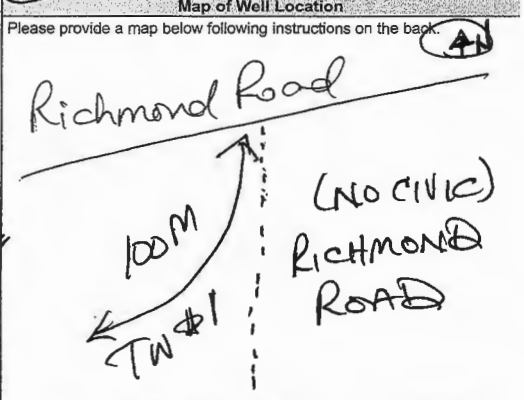 Map of Well Location
Please provide a map below following instructions on the back.
Richmond Road
100M
TW #1
(NO CIVIC)
RICHMOND
ROAD